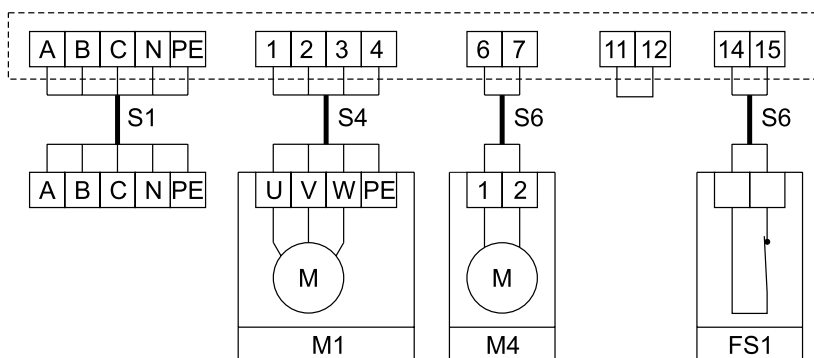 A B C N PE 1 2 3 4 6 7 11 12 14 15
S1 S4 S6 S6
A B C N PE U V W PE 1 2
M M
M1 M4 FS1